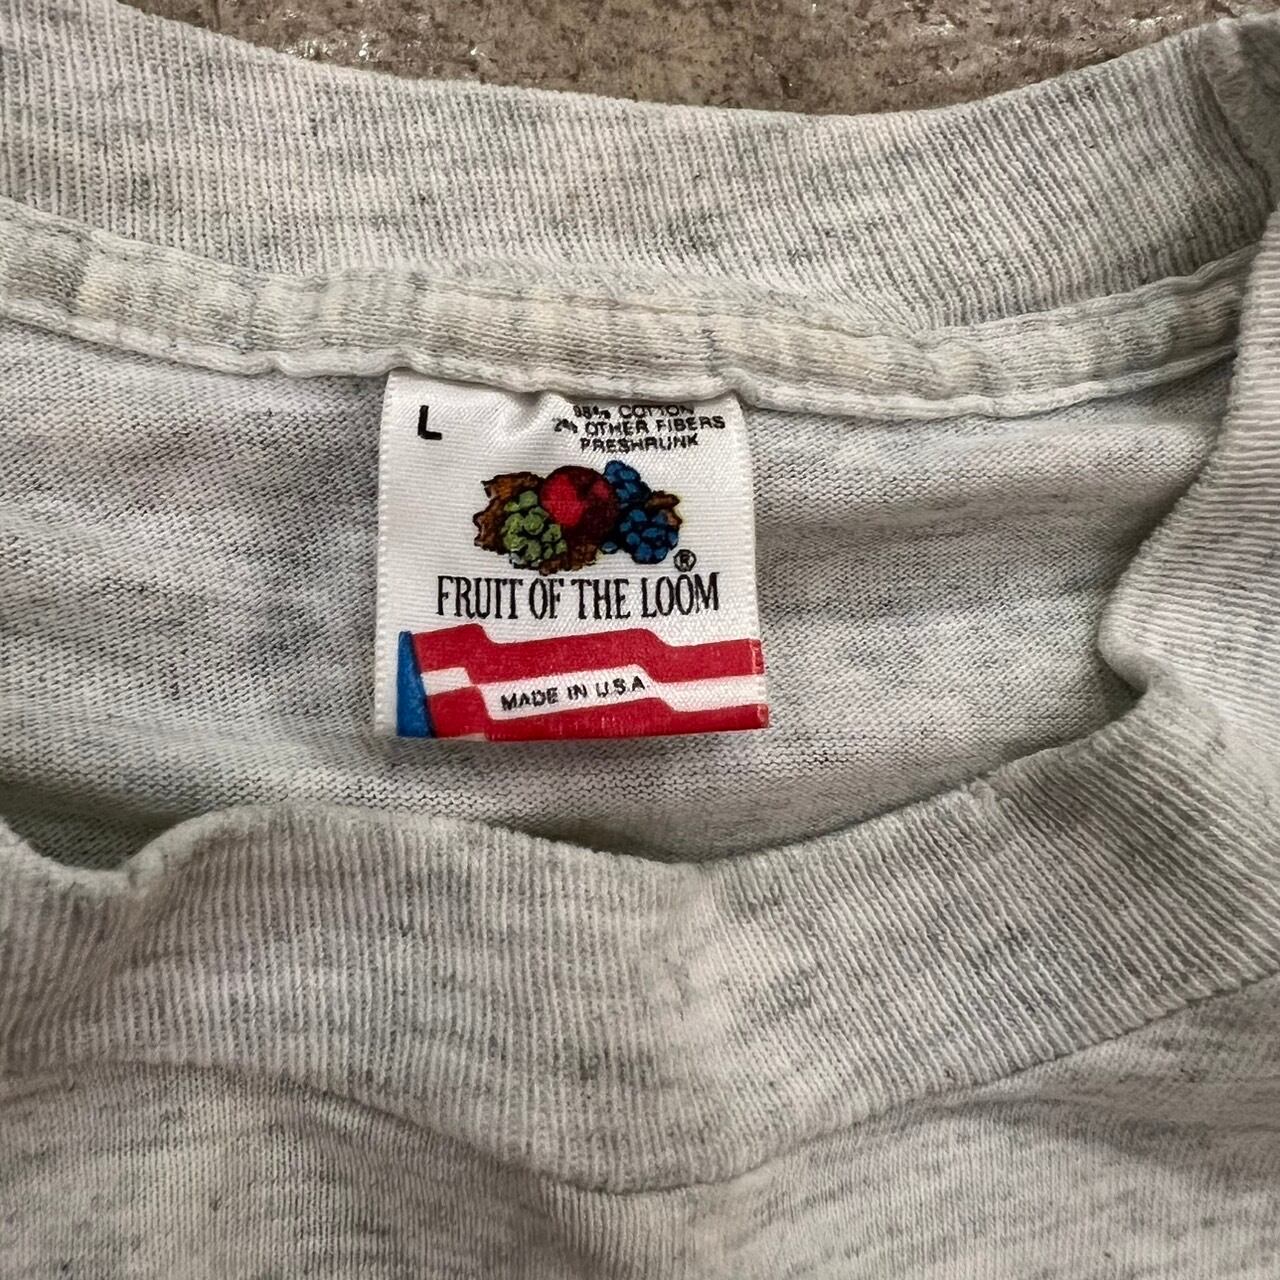 L
98% COTTON
2% OTHER FIBERS
PRESHRUNK
®
FRUIT OF THE LOOM
MADE IN U.S.A.